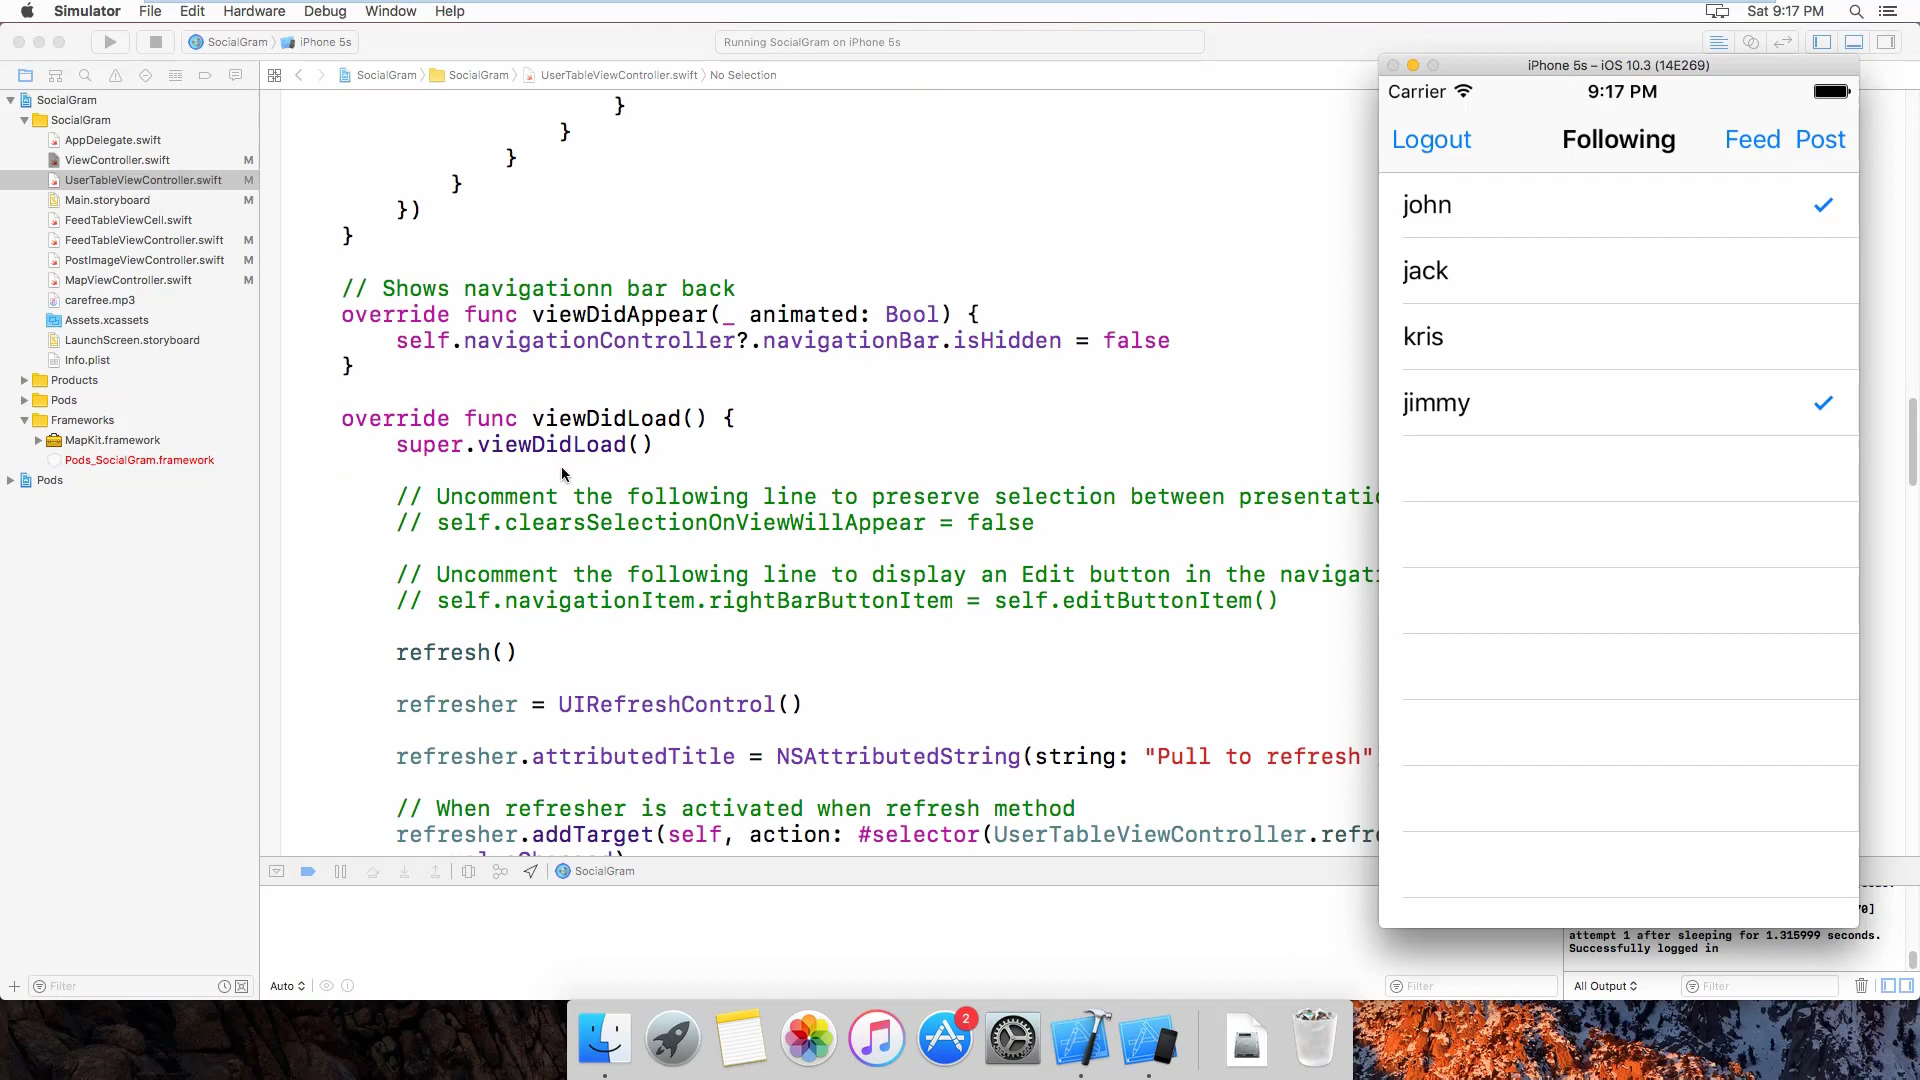 Simulator File Edit Hardware Debug Window Help
Sat 9:17 PM
SocialGram iPhone 5s
Running SocialGram on iPhone 5s
SocialGram SocialGram UserTableViewController.swift No Selection
SocialGram
SocialGram
AppDelegate.swift
ViewController.swift M
UserTableViewController.swift M
Main.storyboard M
FeedTableViewCell.swift
FeedTableViewController.swift M
PostImageViewController.swift M
MapViewController.swift M
carefree.mp3
Assets.xcassets
LaunchScreen.storyboard
Info.plist
Products
Pods
Frameworks
MapKit.framework
Pods_SocialGram.framework
Pods
Filter
}
}
}
}
})
}
// Shows navigationn bar back
override func viewDidAppear(_ animated: Bool) {
self.navigationController?.navigationBar.isHidden = false
}
override func viewDidLoad() {
super.viewDidLoad()
// Uncomment the following line to preserve selection between presentatio
// self.clearsSelectionOnViewWillAppear = false
// Uncomment the following line to display an Edit button in the navigati
// self.navigationItem.rightBarButtonItem = self.editButtonItem()
refresh()
refresher = UIRefreshControl()
refresher.attributedTitle = NSAttributedString(string: "Pull to refresh"
// When refresher is activated when refresh method
refresher.addTarget(self, action: #selector(UserTableViewController.refre
SocialGram
Auto
Filter
iPhone 5s – iOS 10.3 (14E269)
Carrier 9:17 PM
Logout Following Feed Post
john
jack
kris
jimmy
attempt 1 after sleeping for 1.315999 seconds.
Successfully logged in
All Output
Filter
2